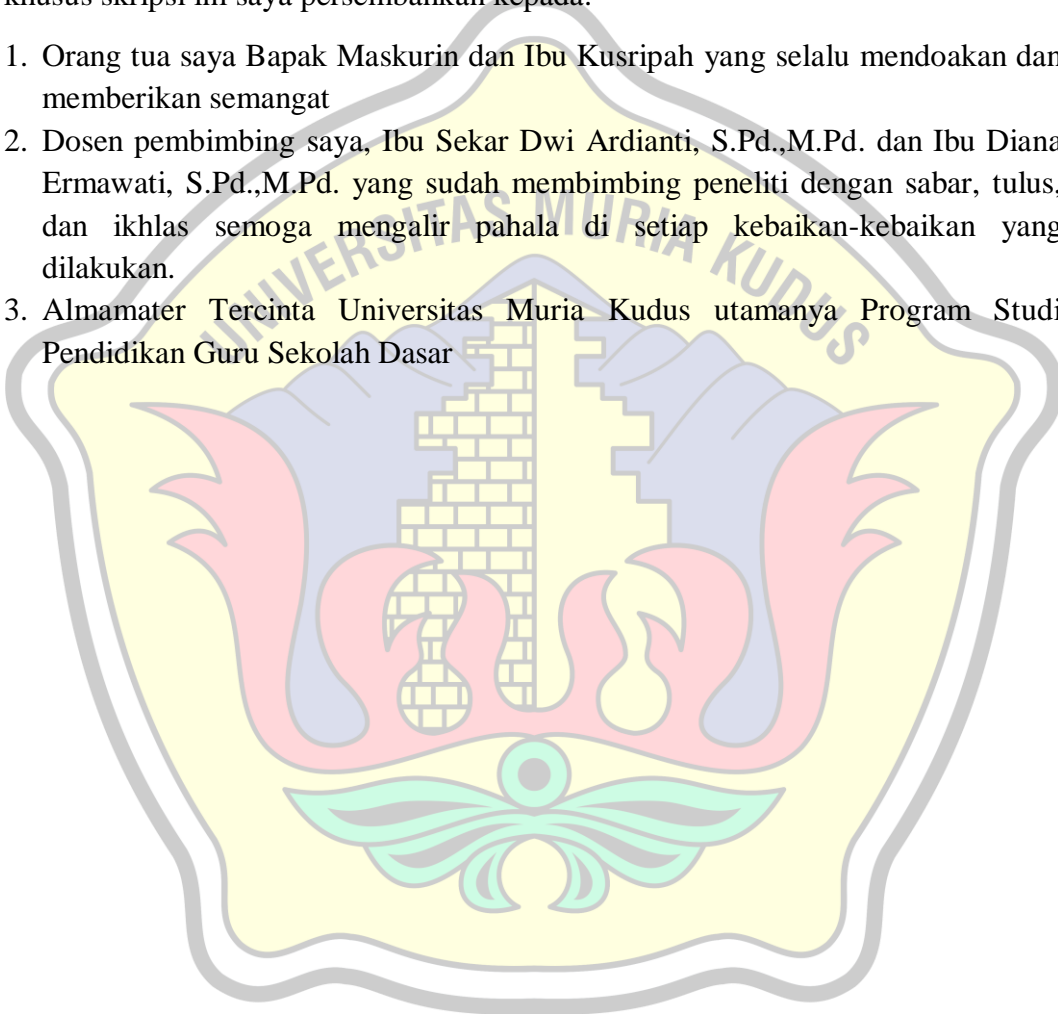 khusus skripsi ini saya persembahkan kepada:
1. Orang tua saya Bapak Maskurin dan Ibu Kusripah yang selalu mendoakan dan
memberikan semangat
2. Dosen pembimbing saya, Ibu Sekar Dwi Ardianti, S.Pd.,M.Pd. dan Ibu Diana
Ermawati, S.Pd.,M.Pd. yang sudah membimbing peneliti dengan sabar, tulus,
dan ikhlas semoga mengalir pahala di setiap kebaikan-kebaikan yang
dilakukan.
3. Almamater Tercinta Universitas Muria Kudus utamanya Program Studi
Pendidikan Guru Sekolah Dasar
UNIVERSITAS MURIA KUDUS